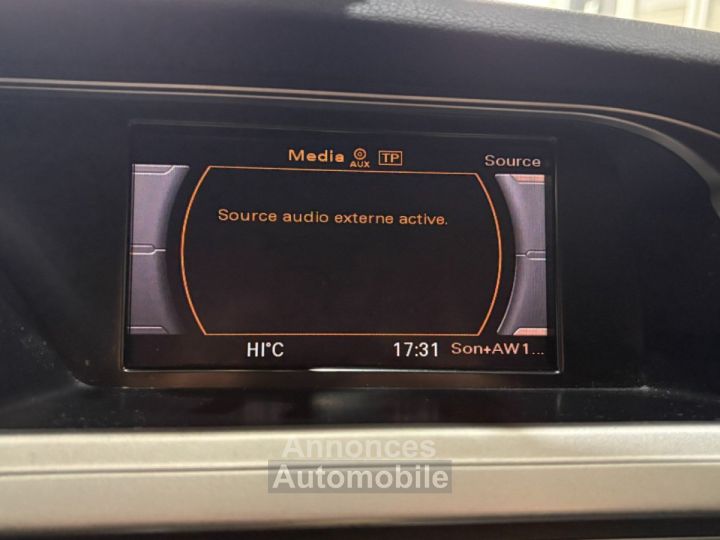 Media AUX TP Source
Source audio externe active.
HI°C 17:31 Son+AW1...
Annonces
Automobile